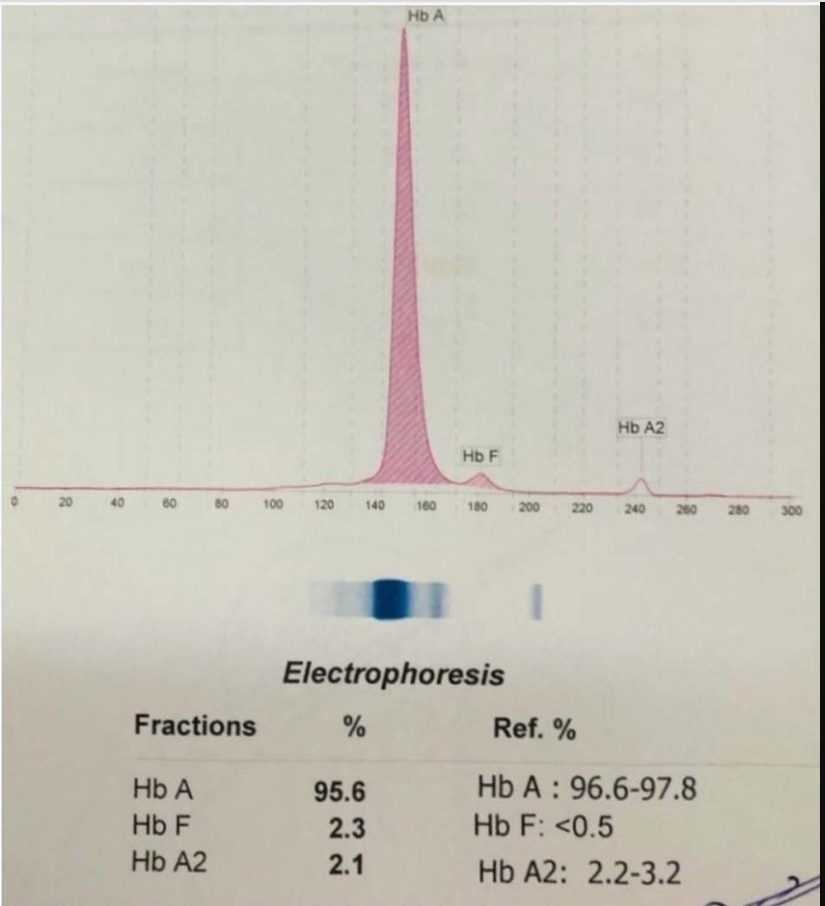 Hb A
Hb A2
Hb F
0 20 40 60 80 100 120 140 160 180 200 220 240 260 280 300
Electrophoresis
Fractions % Ref. %
Hb A 95.6 Hb A : 96.6-97.8
Hb F 2.3 Hb F: <0.5
Hb A2 2.1 Hb A2: 2.2-3.2